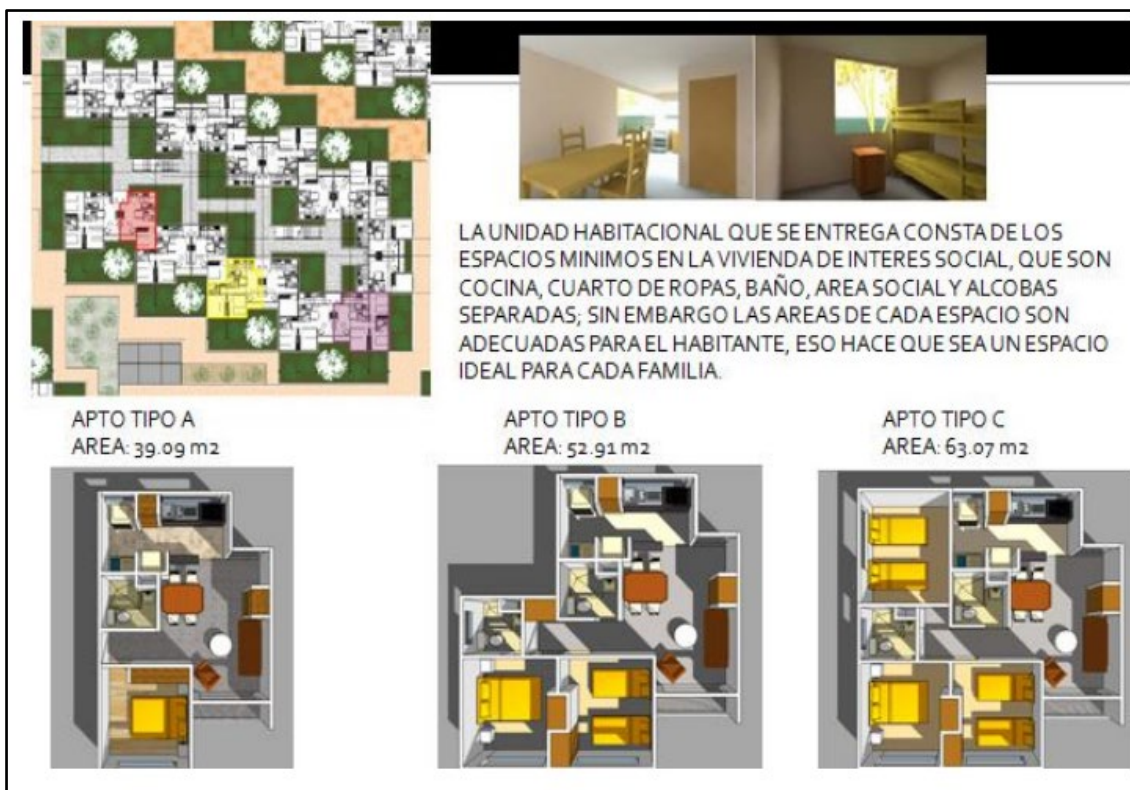 LA UNIDAD HABITACIONAL QUE SE ENTREGA CONSTA DE LOS
ESPACIOS MINIMOS EN LA VIVIENDA DE INTERES SOCIAL, QUE SON
COCINA, CUARTO DE ROPAS, BAÑO, AREA SOCIAL Y ALCOBAS
SEPARADAS; SIN EMBARGO LAS AREAS DE CADA ESPACIO SON
ADECUADAS PARA EL HABITANTE, ESO HACE QUE SEA UN ESPACIO
IDEAL PARA CADA FAMILIA.
APTO TIPO A
AREA: 39.09 m2
APTO TIPO B
AREA: 52.91 m2
APTO TIPO C
AREA: 63.07 m2